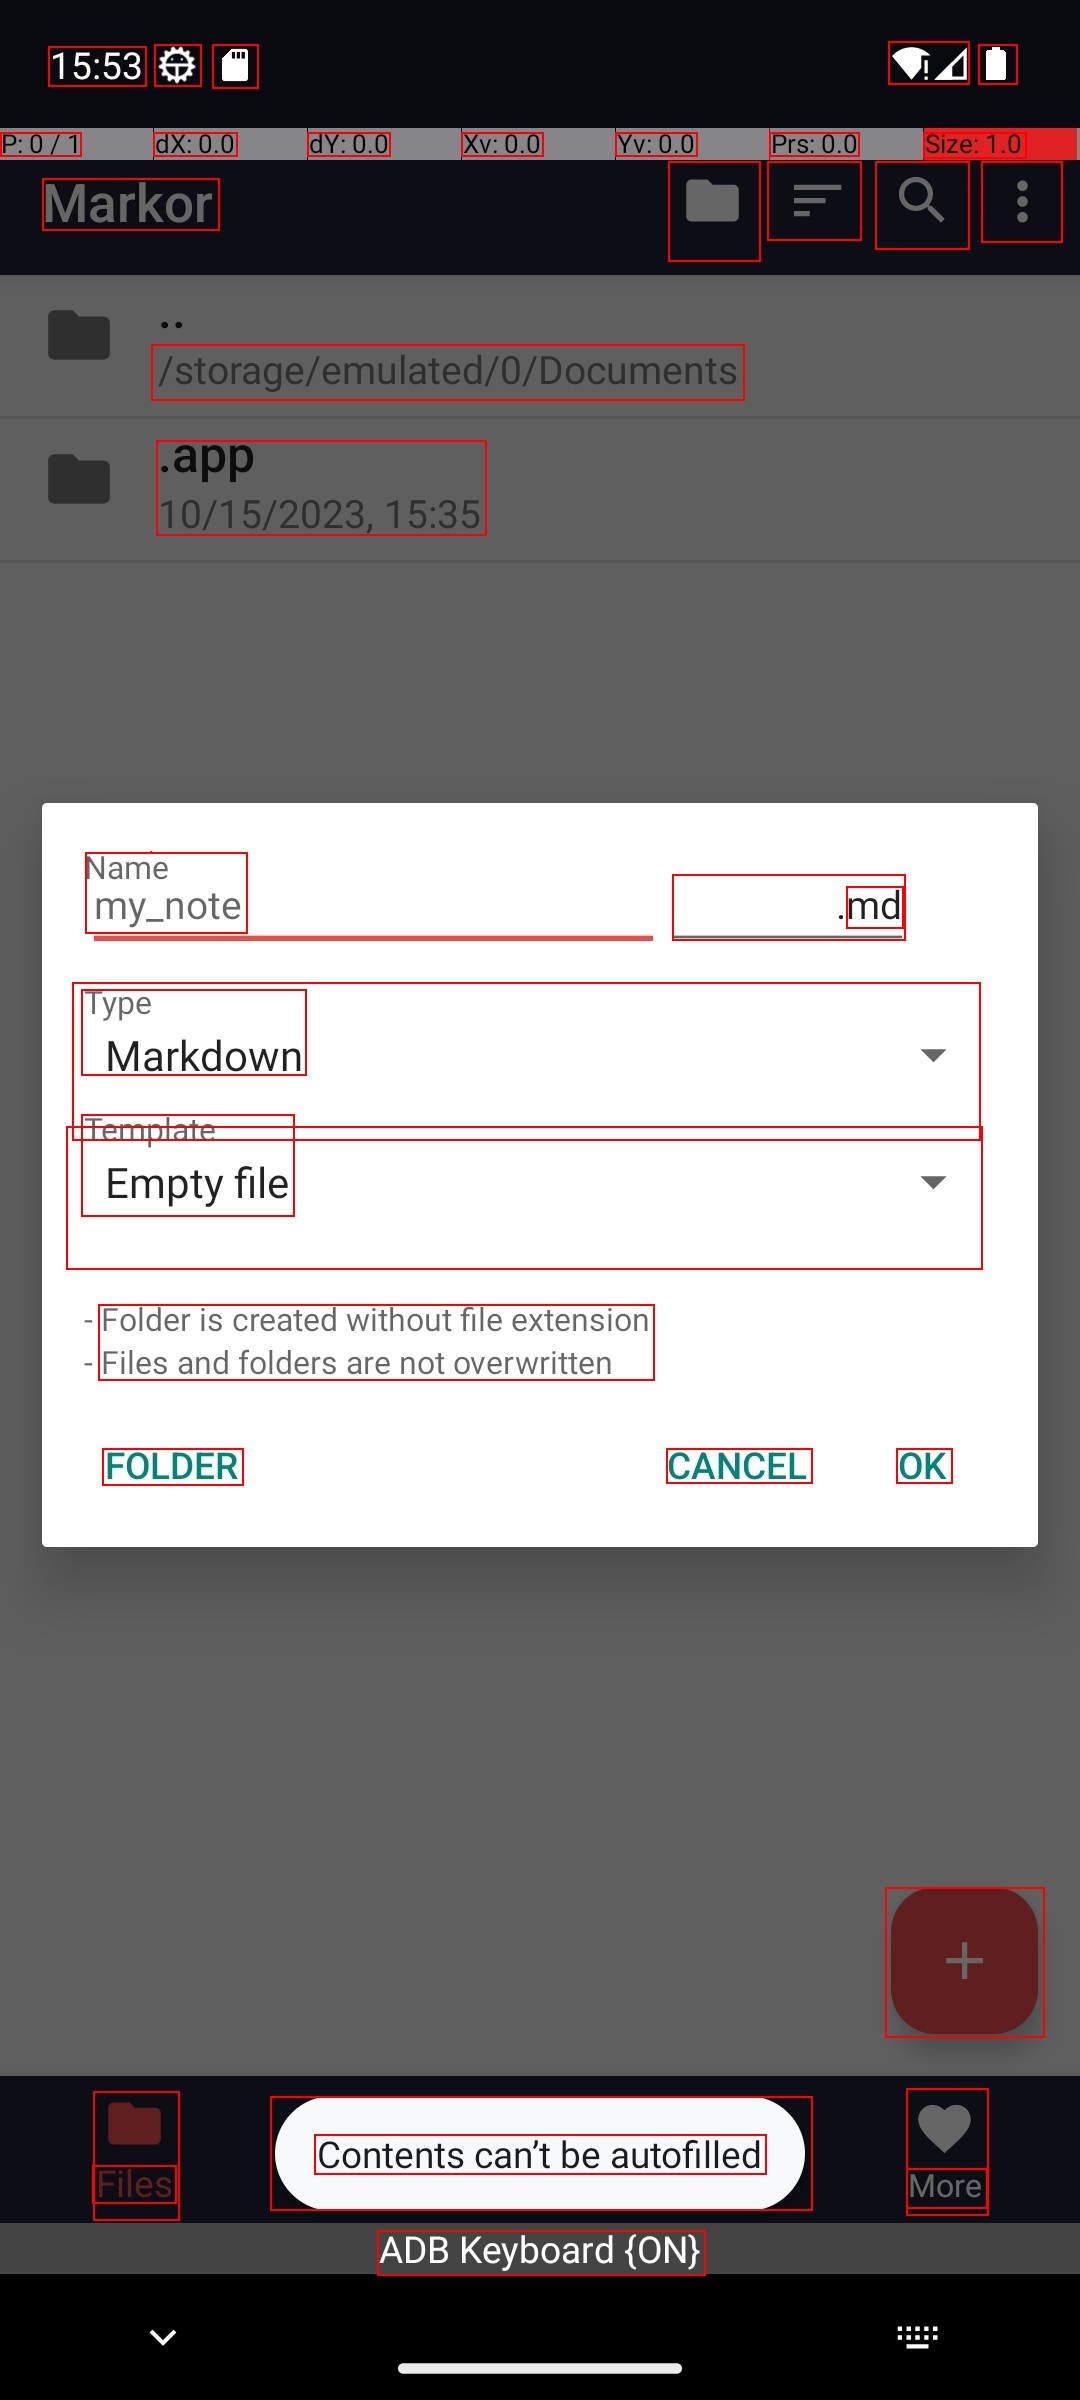 15:53
P: 0 / 1 dX: 0.0 dY: 0.0 Xv: 0.0 Yv: 0.0 Prs: 0.0 Size: 1.0
Markor
..
/storage/emulated/0/Documents
.app
10/15/2023, 15:35
Name
my_note .md
Type
Markdown
Template
Empty file
- Folder is created without file extension
- Files and folders are not overwritten
FOLDER CANCEL OK
Files
Contents can’t be autofilled
More
ADB Keyboard {ON}